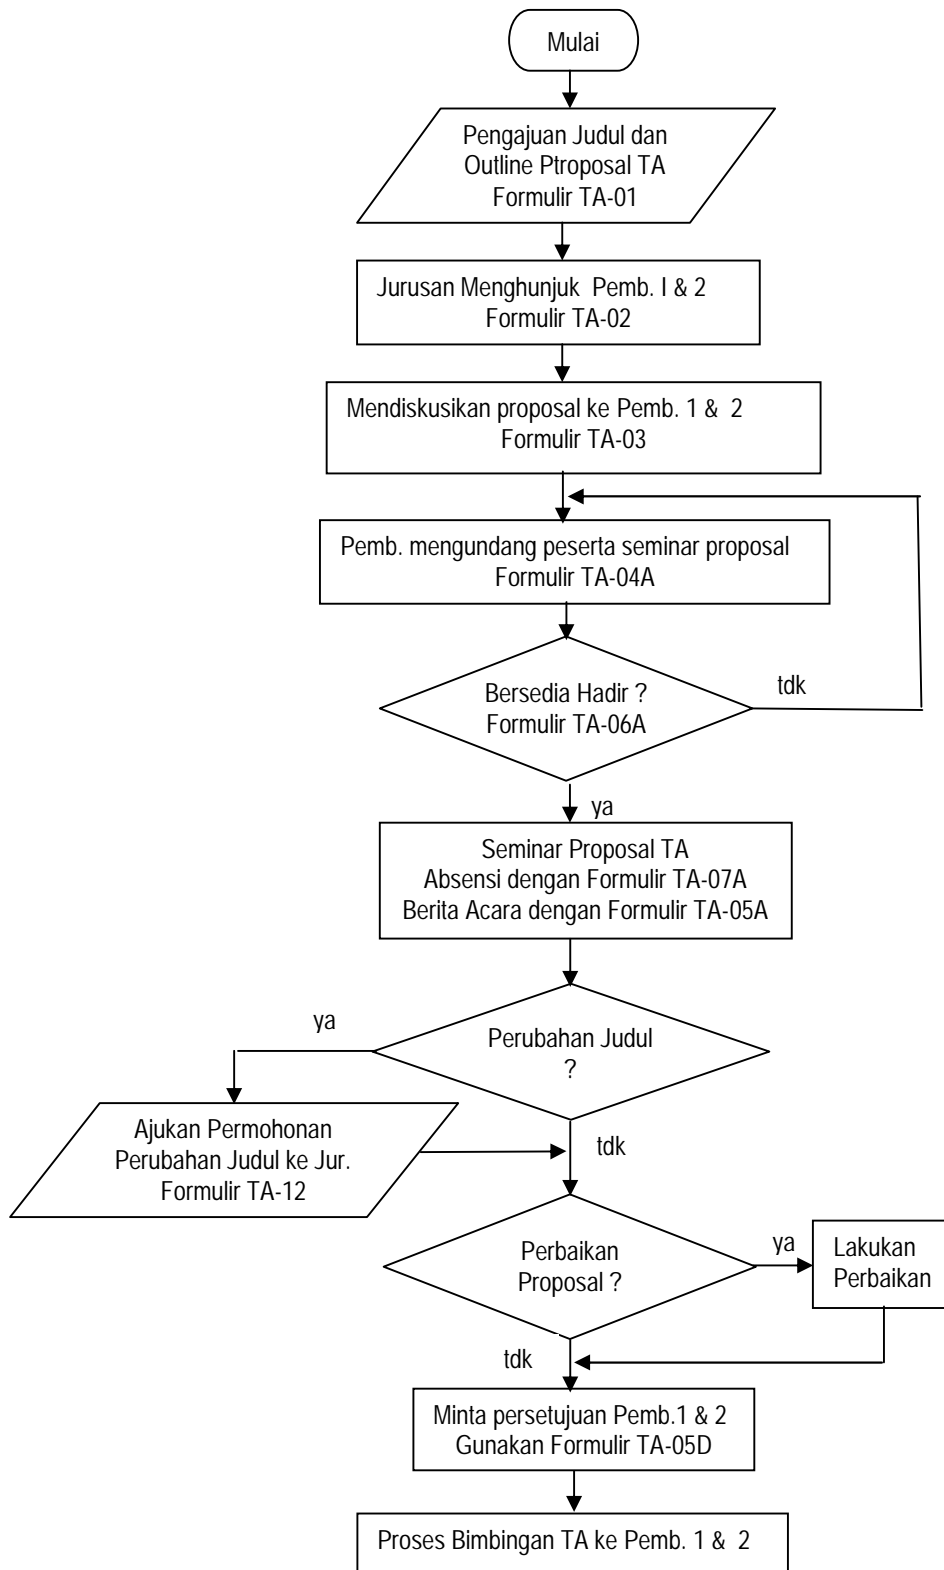 Mulai
Pengajuan Judul dan
Outline Ptroposal TA
Formulir TA-01
Jurusan Menghunjuk Pemb. I & 2
Formulir TA-02
Mendiskusikan proposal ke Pemb. 1 & 2
Formulir TA-03
Pemb. mengundang peserta seminar proposal
Formulir TA-04A
Bersedia Hadir ?
Formulir TA-06A
tdk
ya
Seminar Proposal TA
Absensi dengan Formulir TA-07A
Berita Acara dengan Formulir TA-05A
Perubahan Judul
?
ya
Ajukan Permohonan
Perubahan Judul ke Jur.
Formulir TA-12
tdk
Perbaikan
Proposal ?
ya
Lakukan
Perbaikan
tdk
Minta persetujuan Pemb.1 & 2
Gunakan Formulir TA-05D
Proses Bimbingan TA ke Pemb. 1 & 2